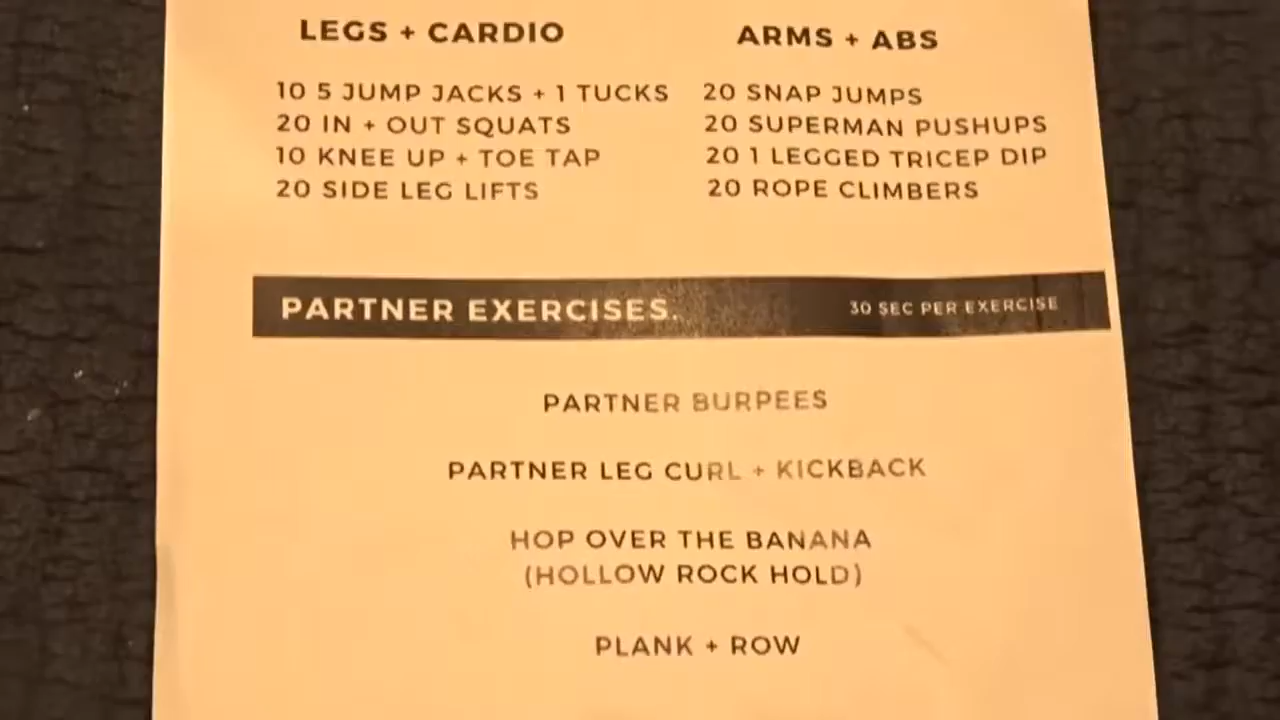 LEGS + CARDIO
10 5 JUMP JACKS + 1 TUCKS
20 IN + OUT SQUATS
10 KNEE UP + TOE TAP
20 SIDE LEG LIFTS
ARMS + ABS
20 SNAP JUMPS
20 SUPERMAN PUSHUPS
20 1 LEGGED TRICEP DIP
20 ROPE CLIMBERS
PARTNER EXERCISES.
30 SEC PER EXERCISE
PARTNER BURPEES
PARTNER LEG CURL + KICKBACK
HOP OVER THE BANANA
(HOLLOW ROCK HOLD)
PLANK + ROW